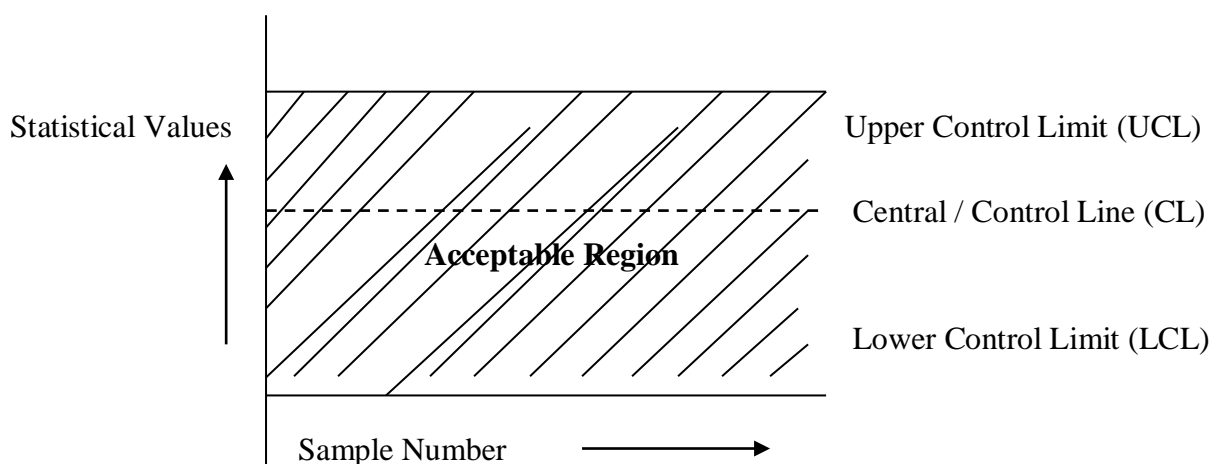 Statistical Values
Upper Control Limit (UCL)
Central / Control Line (CL)
Acceptable Region
Lower Control Limit (LCL)
Sample Number